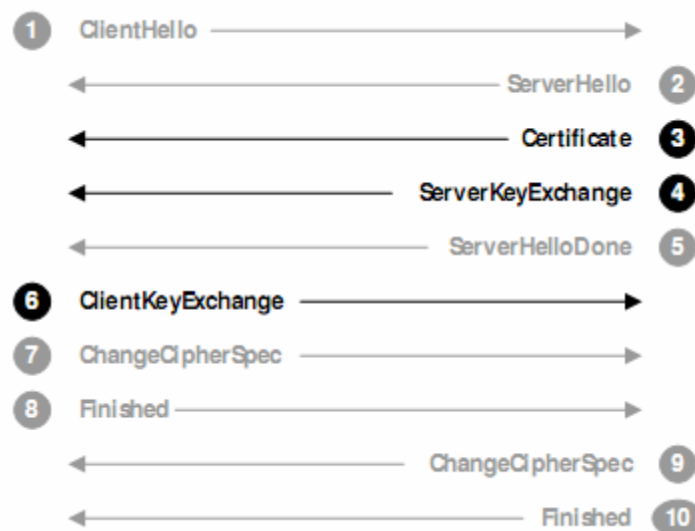 1 ClientHello
ServerHello 2
Certificate 3
ServerKeyExchange 4
ServerHelloDone 5
6 ClientKeyExchange
7 ChangeCipherSpec
8 Finished
ChangeCipherSpec 9
Finished 10